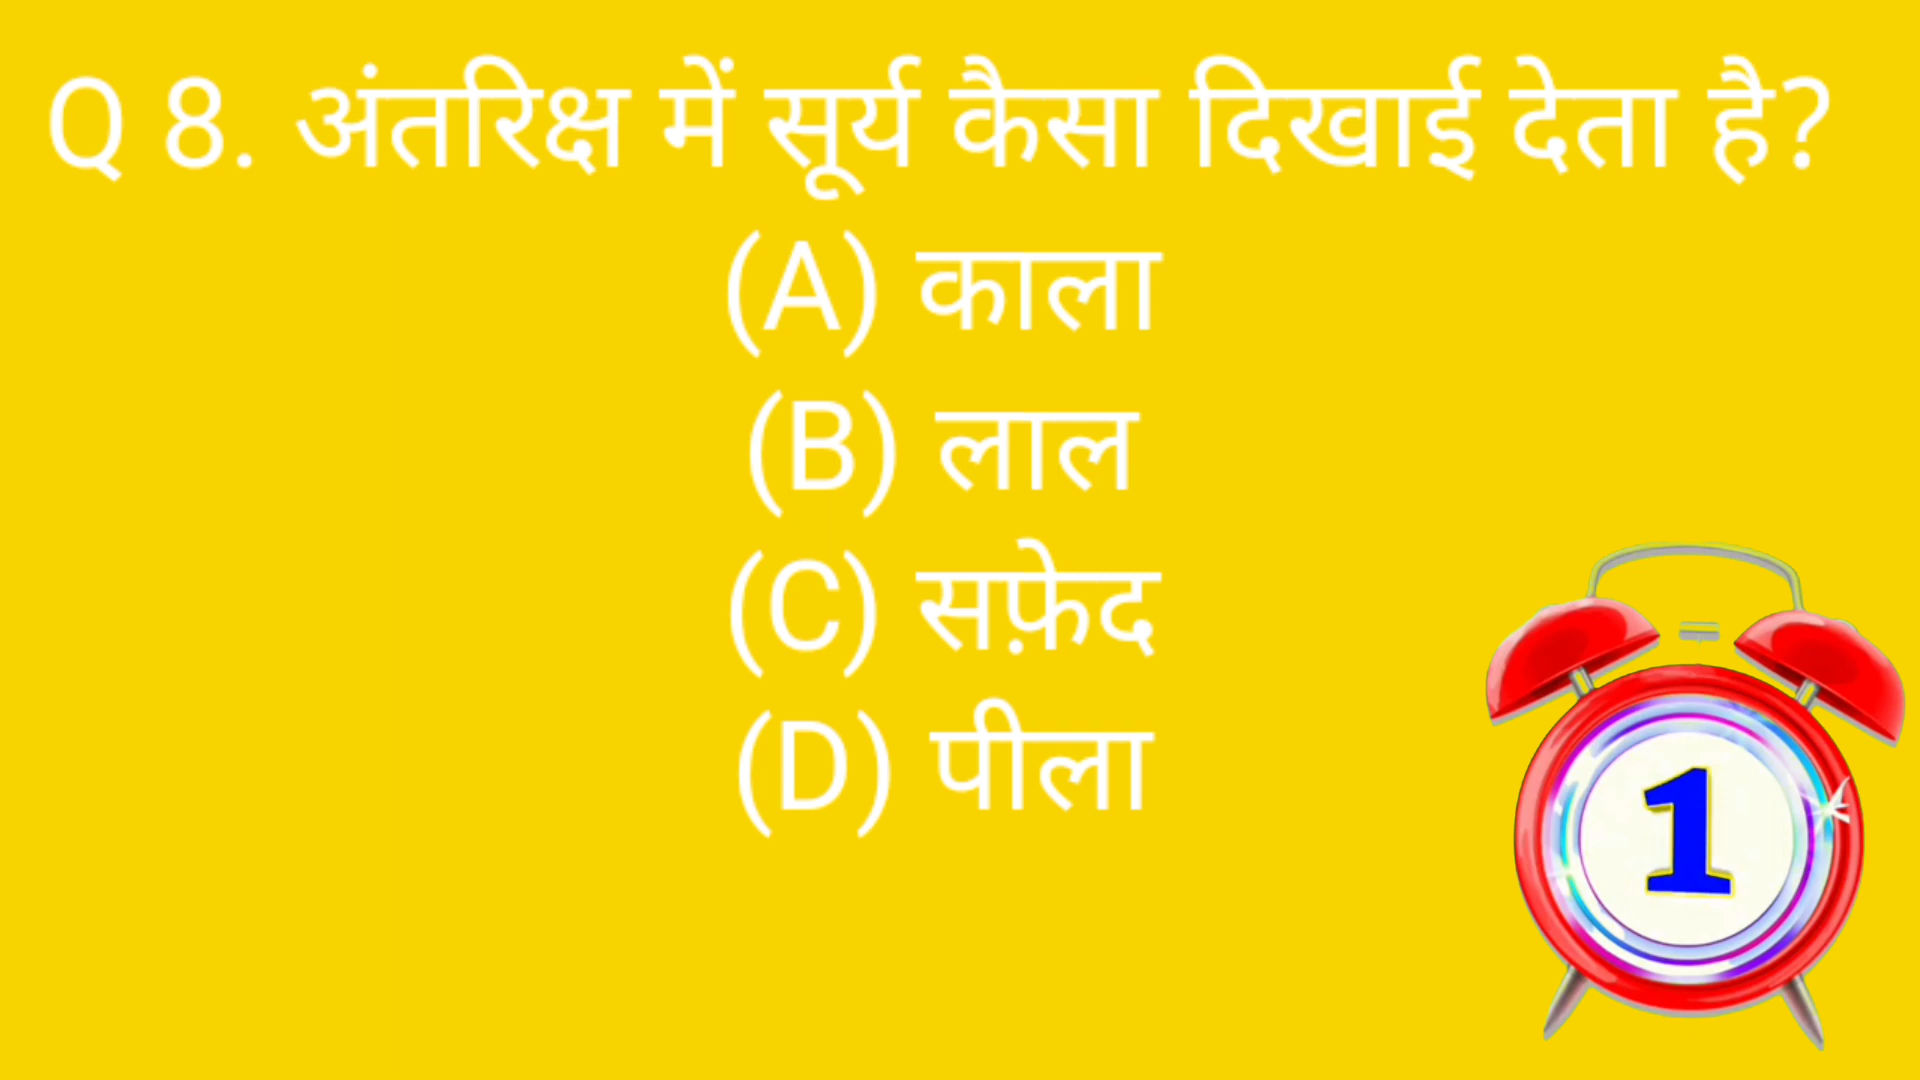 Q 8. अंतरिक्ष में सूर्य कैसा दिखाई देता है?
(A) काला
(B) लाल
(C) सफ़ेद
(D) पीला
1